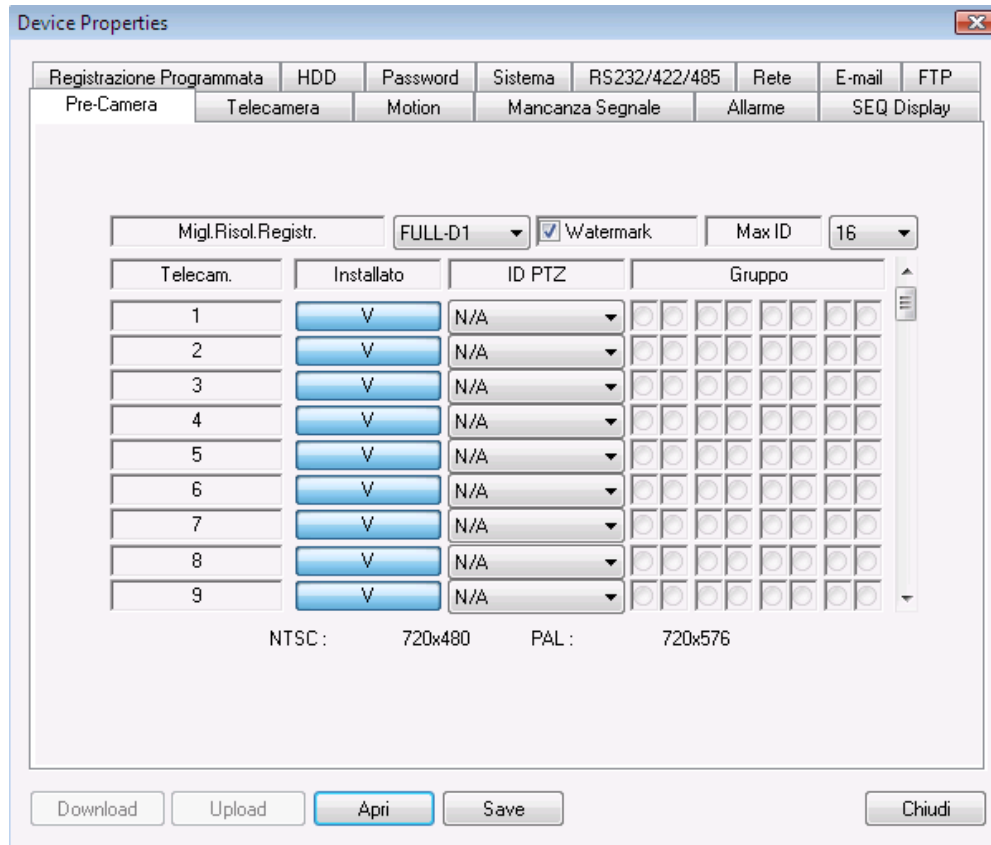 Device Properties
Registrazione Programmata HDD Password Sistema RS232/422/485 Rete E-mail FTP
Pre-Camera Telecamera Motion Mancanza Segnale Allarme SEQ Display
Migl.Risol.Registr. FULL-D1 Watermark Max ID 16
Telecam. Installato ID PTZ Gruppo
1 V N/A
2 V N/A
3 V N/A
4 V N/A
5 V N/A
6 V N/A
7 V N/A
8 V N/A
9 V N/A
NTSC : 720x480 PAL : 720x576
Download Upload Apri Save Chiudi